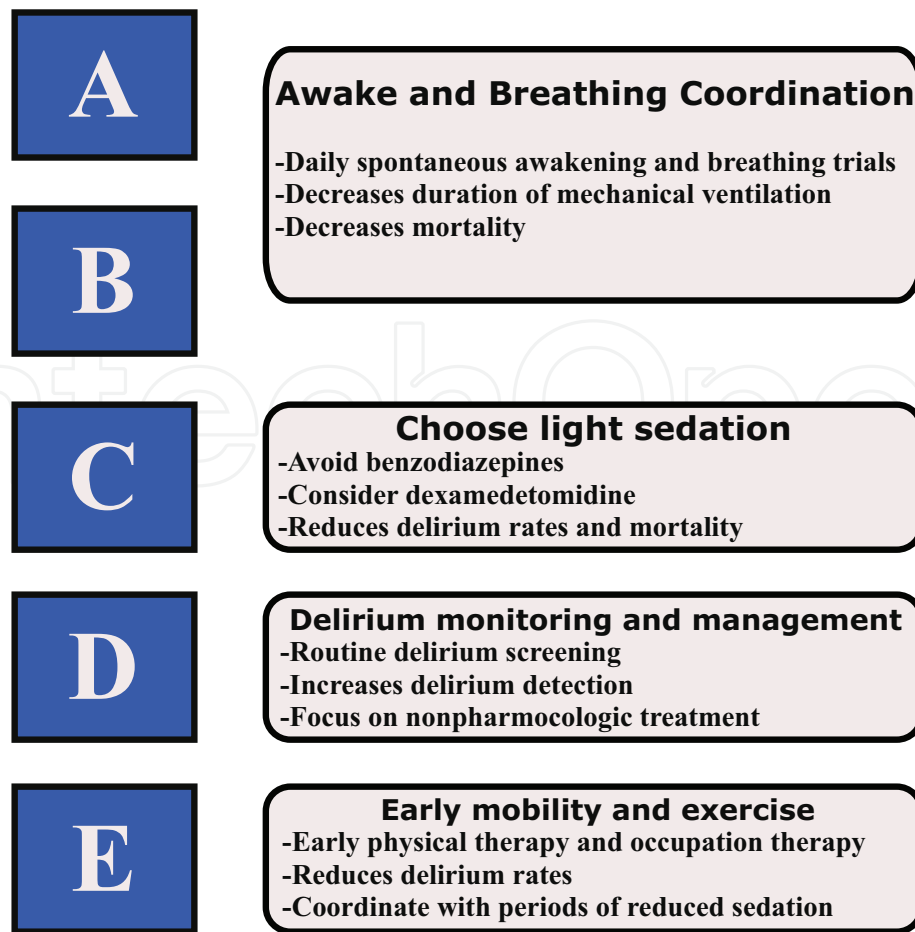 A
Awake and Breathing Coordination
-Daily spontaneous awakening and breathing trials
-Decreases duration of mechanical ventilation
-Decreases mortality
B
C
Choose light sedation
-Avoid benzodiazepines
-Consider dexamedetomidine
-Reduces delirium rates and mortality
D
Delirium monitoring and management
-Routine delirium screening
-Increases delirium detection
-Focus on nonpharmocologic treatment
E
Early mobility and exercise
-Early physical therapy and occupation therapy
-Reduces delirium rates
-Coordinate with periods of reduced sedation